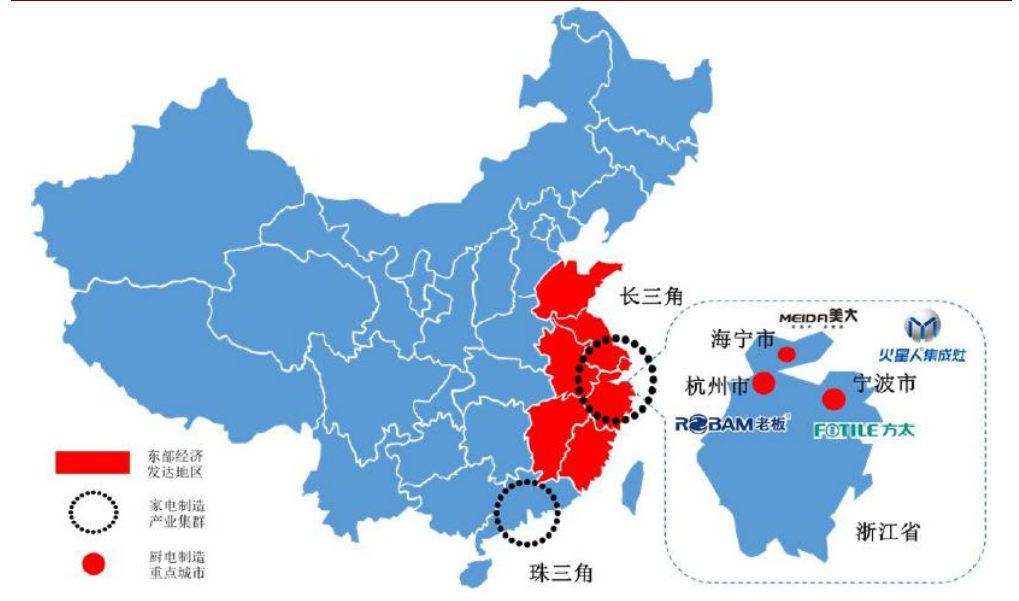 长三角
MEIDA美大
海宁市
火星人集成灶
杭州市
宁波市
ROBAM老板
FOTILE方太
东部经济
发达地区
家电制造
产业集群
厨电制造
重点城市
珠三角
浙江省